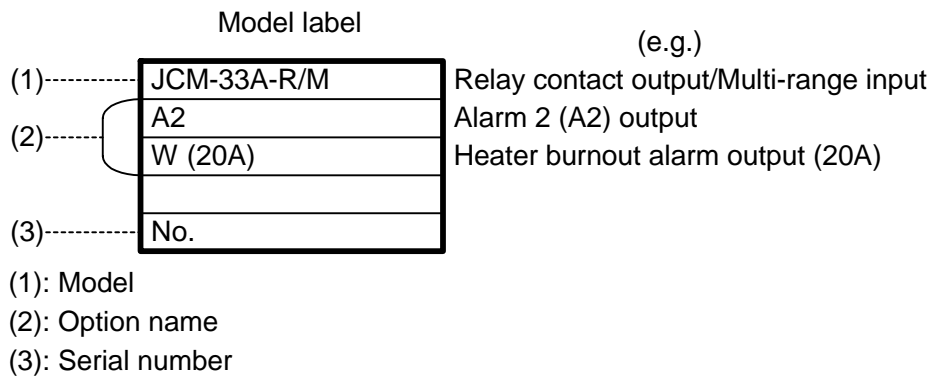 Model label
(e.g.)
(1) JCM-33A-R/M Relay contact output/Multi-range input
(2) A2 Alarm 2 (A2) output
W (20A) Heater burnout alarm output (20A)
(3) No.
(1): Model
(2): Option name
(3): Serial number